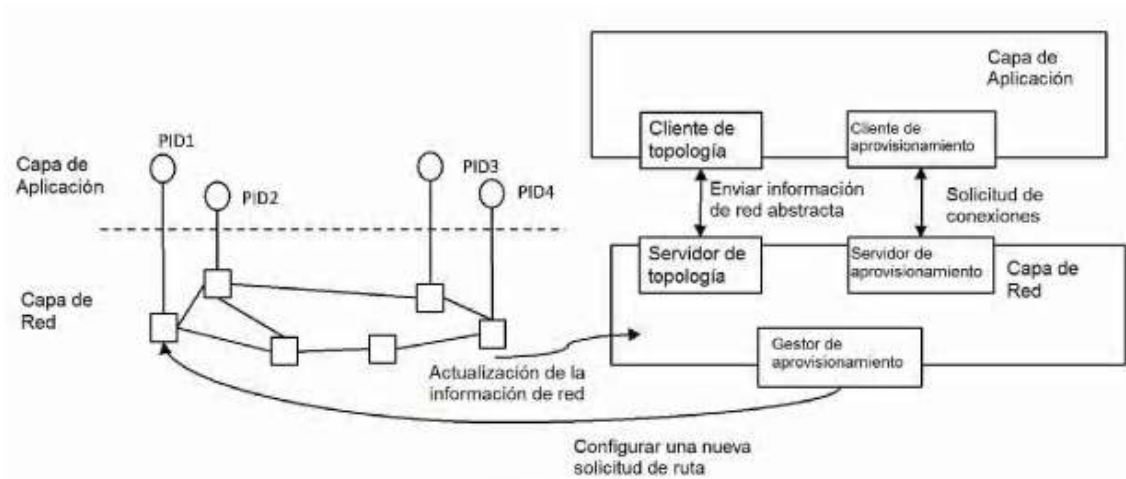 Capa de
Aplicación
PID1
PID2
PID3
PID4
Capa de
Red
Actualización de la
información de red
Capa de
Aplicación
Cliente de
topología
Cliente de
aprovisionamiento
Enviar información
de red abstracta
Solicitud de
conexiones
Servidor de
topología
Servidor de
aprovisionamiento
Capa de
Red
Gestor de
aprovisionamiento
Configurar una nueva
solicitud de ruta